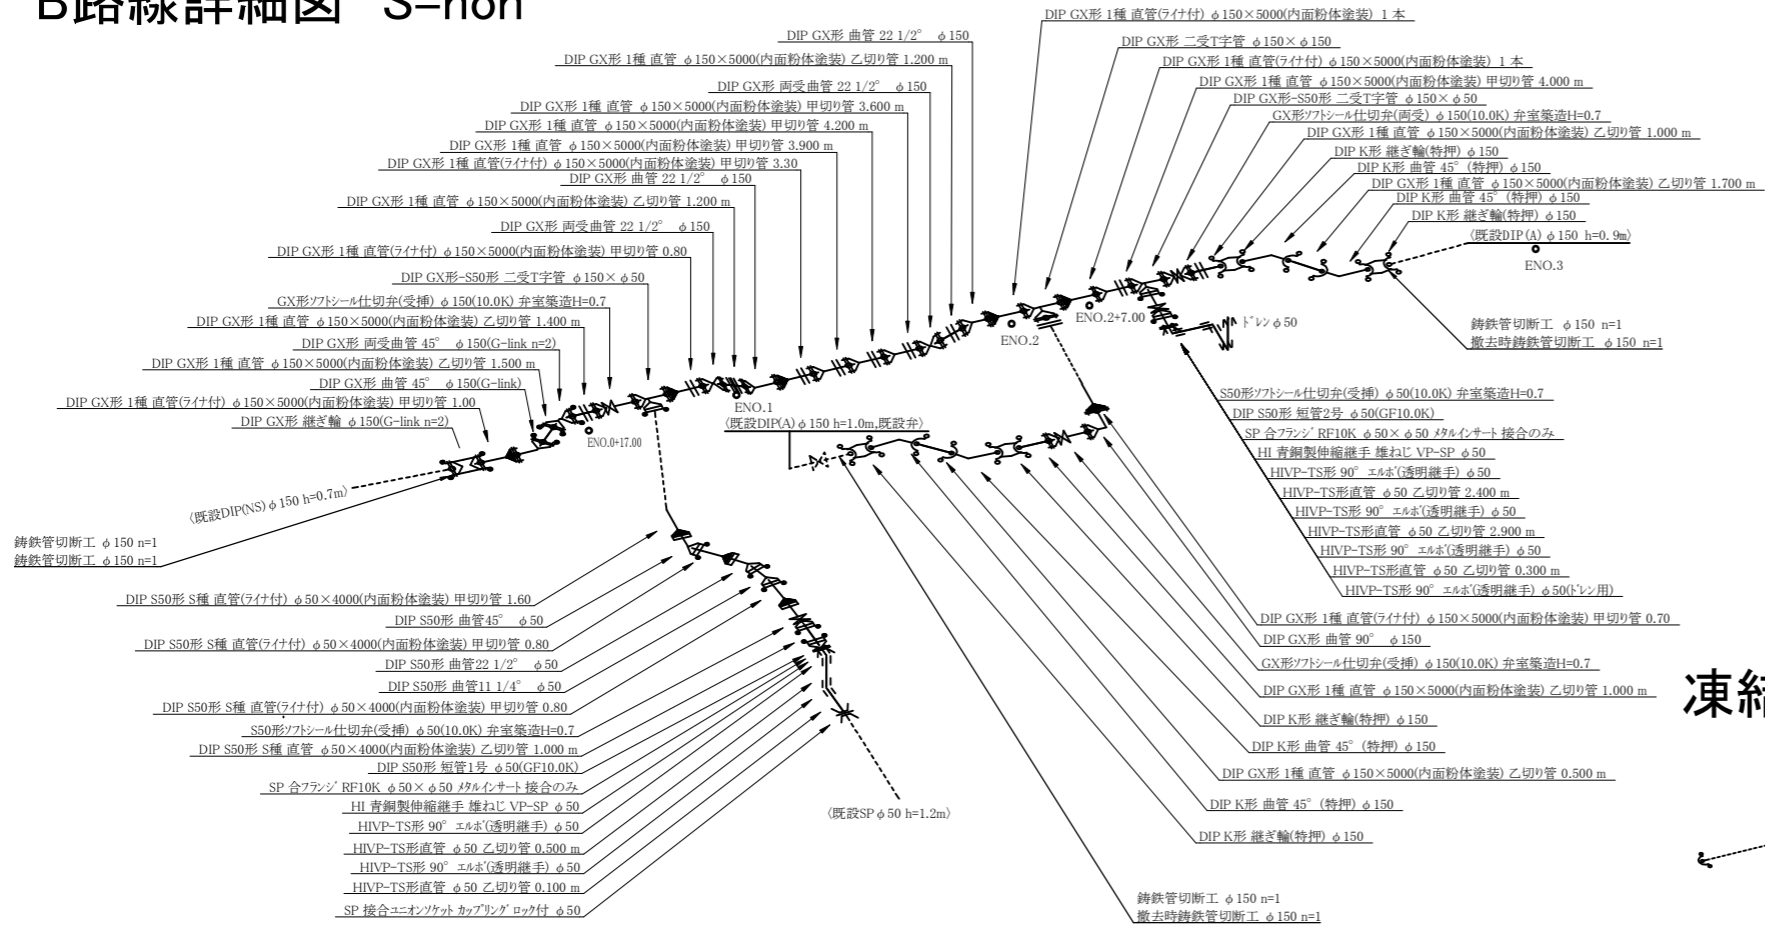 B路線詳細図 S=non
DIP GX形 1種 直管(ライナ付) φ150×5000(内面粉体塗装) 1 本
DIP GX形 曲管 22 1/2° φ150
DIP GX形 二受T字管 φ150×φ150
DIP GX形 1種 直管 φ150×5000(内面粉体塗装) 乙切り管 1.200 m
DIP GX形 1種 直管(ライナ付) φ150×5000(内面粉体塗装) 1 本
DIP GX形 両受曲管 22 1/2° φ150
DIP GX形 1種 直管 φ150×5000(内面粉体塗装) 甲切り管 4.000 m
DIP GX形 1種 直管 φ150×5000(内面粉体塗装) 甲切り管 3.600 m
DIP GX形-S50形 二受T字管 φ150×φ50
DIP GX形 1種 直管 φ150×5000(内面粉体塗装) 甲切り管 4.200 m
GX形ソフトシール仕切弁(両受) φ150(10.0K) 弁室築造H=0.7
DIP GX形 1種 直管 φ150×5000(内面粉体塗装) 甲切り管 3.900 m
DIP GX形 1種 直管 φ150×5000(内面粉体塗装) 乙切り管 1.000 m
DIP GX形 1種 直管(ライナ付) φ150×5000(内面粉体塗装) 甲切り管 3.30
DIP K形 継ぎ輪(特押) φ150
DIP GX形 曲管 22 1/2° φ150
DIP K形 曲管 45° (特押) φ150
DIP GX形 1種 直管 φ150×5000(内面粉体塗装) 乙切り管 1.200 m
DIP GX形 1種 直管 φ150×5000(内面粉体塗装) 乙切り管 1.700 m
DIP GX形 両受曲管 22 1/2° φ150
DIP K形 曲管 45° (特押) φ150
DIP GX形 1種 直管(ライナ付) φ150×5000(内面粉体塗装) 甲切り管 0.80
DIP K形 継ぎ輪(特押) φ150
DIP GX形-S50形 二受T字管 φ150×φ50
〈既設DIP(A) φ150 h=0.9m〉
ENO.3
GX形ソフトシール仕切弁(受挿) φ150(10.0K) 弁室築造H=0.7
DIP GX形 1種 直管 φ150×5000(内面粉体塗装) 乙切り管 1.400 m
DIP GX形 両受曲管 45° φ150(G-link n=2)
DIP GX形 1種 直管 φ150×5000(内面粉体塗装) 乙切り管 1.500 m
DIP GX形 曲管 45° φ150(G-link)
DIP GX形 1種 直管(ライナ付) φ150×5000(内面粉体塗装) 甲切り管 1.00
DIP GX形 継ぎ輪 φ150(G-link n=2)
ENO.2+7.00
ドレンφ50
ENO.2
鋳鉄管切断工 φ150 n=1
撤去時鋳鉄管切断工 φ150 n=1
ENO.1
〈既設DIP(A) φ150 h=1.0m,既設弁〉
ENO.0+17.00
〈既設DIP(NS) φ150 h=0.7m〉
鋳鉄管切断工 φ150 n=1
鋳鉄管切断工 φ150 n=1
S50形ソフトシール仕切弁(受挿) φ50(10.0K) 弁室築造H=0.7
DIP S50形 短管2号 φ50(GF10.0K)
SP 合フランジ RF10K φ50×φ50 メタルインサート 接合のみ
HI 青銅製伸縮継手 雄ねじ VP-SP φ50
HIVP-TS形 90° エルボ(透明継手) φ50
HIVP-TS形直管 φ50 乙切り管 2.400 m
HIVP-TS形 90° エルボ(透明継手) φ50
HIVP-TS形直管 φ50 乙切り管 2.900 m
HIVP-TS形 90° エルボ(透明継手) φ50
HIVP-TS形直管 φ50 乙切り管 0.300 m
HIVP-TS形 90° エルボ(透明継手) φ50(ドレン用)
DIP S50形 S種 直管(ライナ付) φ50×4000(内面粉体塗装) 甲切り管 1.60
DIP S50形 曲管45° φ50
DIP S50形 S種 直管(ライナ付) φ50×4000(内面粉体塗装) 甲切り管 0.80
DIP S50形 曲管22 1/2° φ50
DIP S50形 曲管11 1/4° φ50
DIP S50形 S種 直管(ライナ付) φ50×4000(内面粉体塗装) 甲切り管 0.80
S50形ソフトシール仕切弁(受挿) φ50(10.0K) 弁室築造H=0.7
DIP S50形 S種 直管 φ50×4000(内面粉体塗装) 乙切り管 1.000 m
DIP S50形 短管1号 φ50(GF10.0K)
SP 合フランジ RF10K φ50×φ50 メタルインサート 接合のみ
HI 青銅製伸縮継手 雄ねじ VP-SP φ50
HIVP-TS形 90° エルボ(透明継手) φ50
HIVP-TS形直管 φ50 乙切り管 0.500 m
HIVP-TS形 90° エルボ(透明継手) φ50
HIVP-TS形直管 φ50 乙切り管 0.100 m
SP 接合ユニオンソケット カップリング ロック付 φ50
〈既設SPφ50 h=1.2m〉
DIP GX形 1種 直管(ライナ付) φ150×5000(内面粉体塗装) 甲切り管 0.70
DIP GX形 曲管 90° φ150
GX形ソフトシール仕切弁(受挿) φ150(10.0K) 弁室築造H=0.7
DIP GX形 1種 直管 φ150×5000(内面粉体塗装) 乙切り管 1.000 m
DIP K形 継ぎ輪(特押) φ150
DIP K形 曲管 45° (特押) φ150
DIP GX形 1種 直管 φ150×5000(内面粉体塗装) 乙切り管 0.500 m
DIP K形 曲管 45° (特押) φ150
DIP K形 継ぎ輪(特押) φ150
鋳鉄管切断工 φ150 n=1
撤去時鋳鉄管切断工 φ150 n=1
凍結